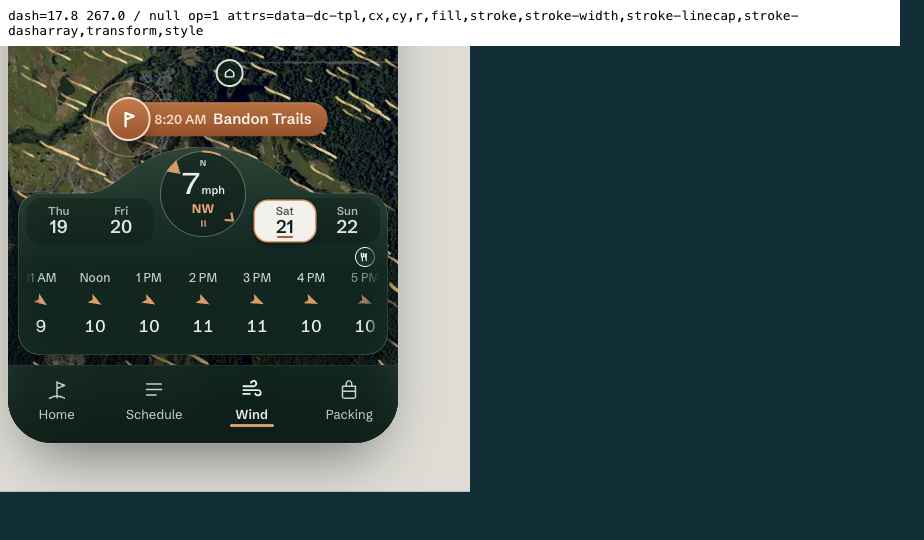 dash=17.8 267.0 / null op=1 attrs=data-dc-tpl,cx,cy,r,fill,stroke,stroke-width,stroke-linecap,stroke-
dasharray,transform,style
8:20 AM Bandon Trails
N
7 mph
NW
Thu
19
Fri
20
Sat
21
Sun
22
1 AM Noon 1 PM 2 PM 3 PM 4 PM 5 PM
9 10 10 11 11 10 10
Home Schedule Wind Packing